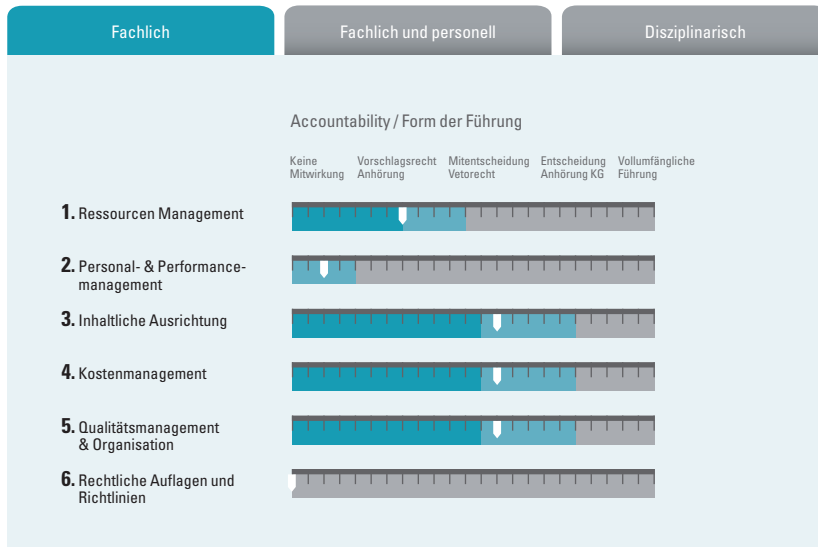 Fachlich
Fachlich und personell
Disziplinarisch
Accountability / Form der Führung
Keine
Mitwirkung
Vorschlagsrecht
Anhörung
Mitentscheidung
Vetorecht
Entscheidung
Anhörung KG
Vollumfängliche
Führung
1. Ressourcen Management
2. Personal- & Performance-
management
3. Inhaltliche Ausrichtung
4. Kostenmanagement
5. Qualitätsmanagement
& Organisation
6. Rechtliche Auflagen und
Richtlinien